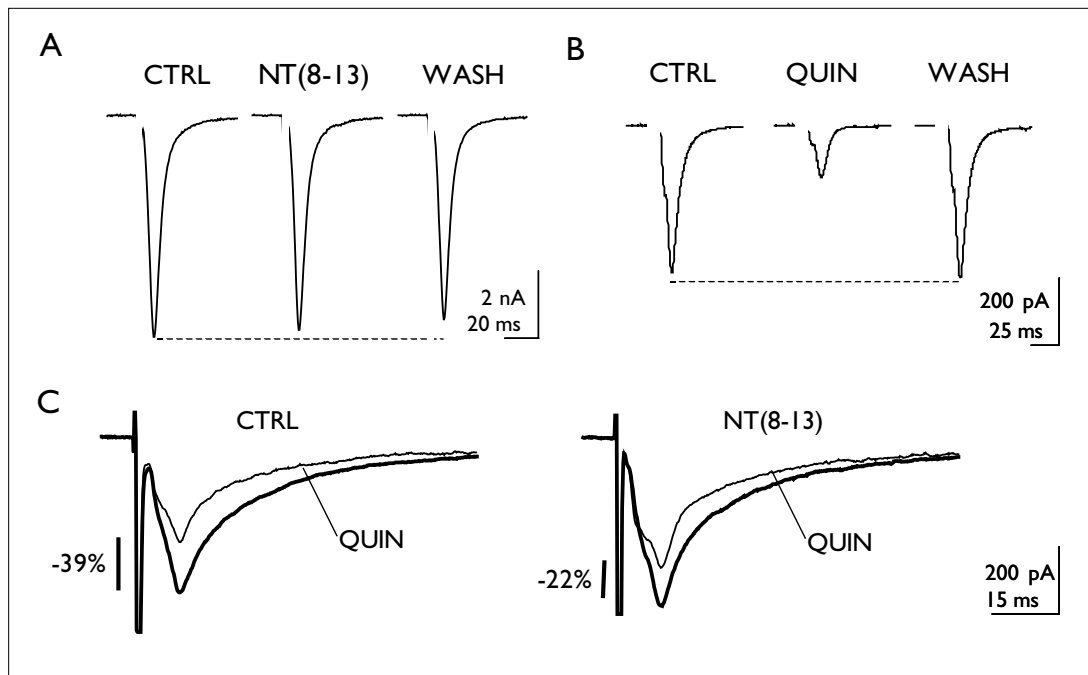 A
CTRL NT(8-13) WASH
2 nA
20 ms
B
CTRL QUIN WASH
200 pA
25 ms
C
CTRL
QUIN
-39%
NT(8-13)
QUIN
-22%
200 pA
15 ms